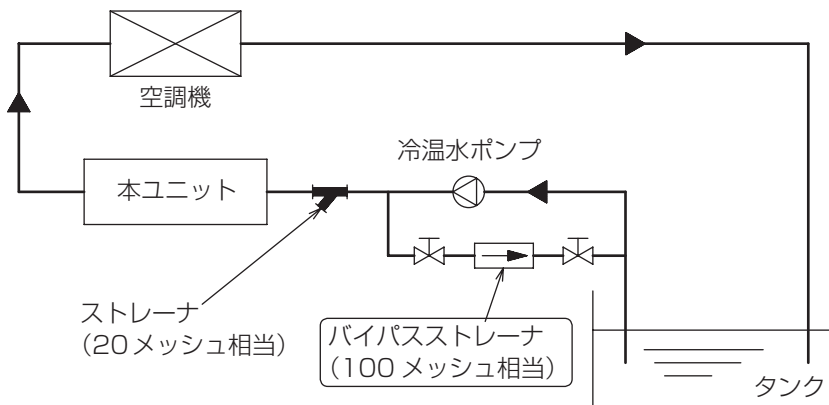 空調機
冷温水ポンプ
本ユニット
ストレーナ
（20メッシュ相当）
バイパスストレーナ
（100メッシュ相当）
タンク